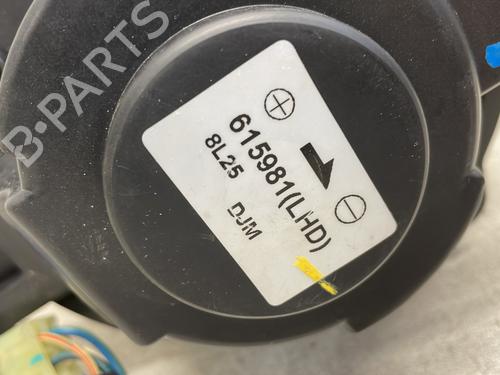 B-PARTS
⊕
615981(LHD)
8L25
DJM
⊖